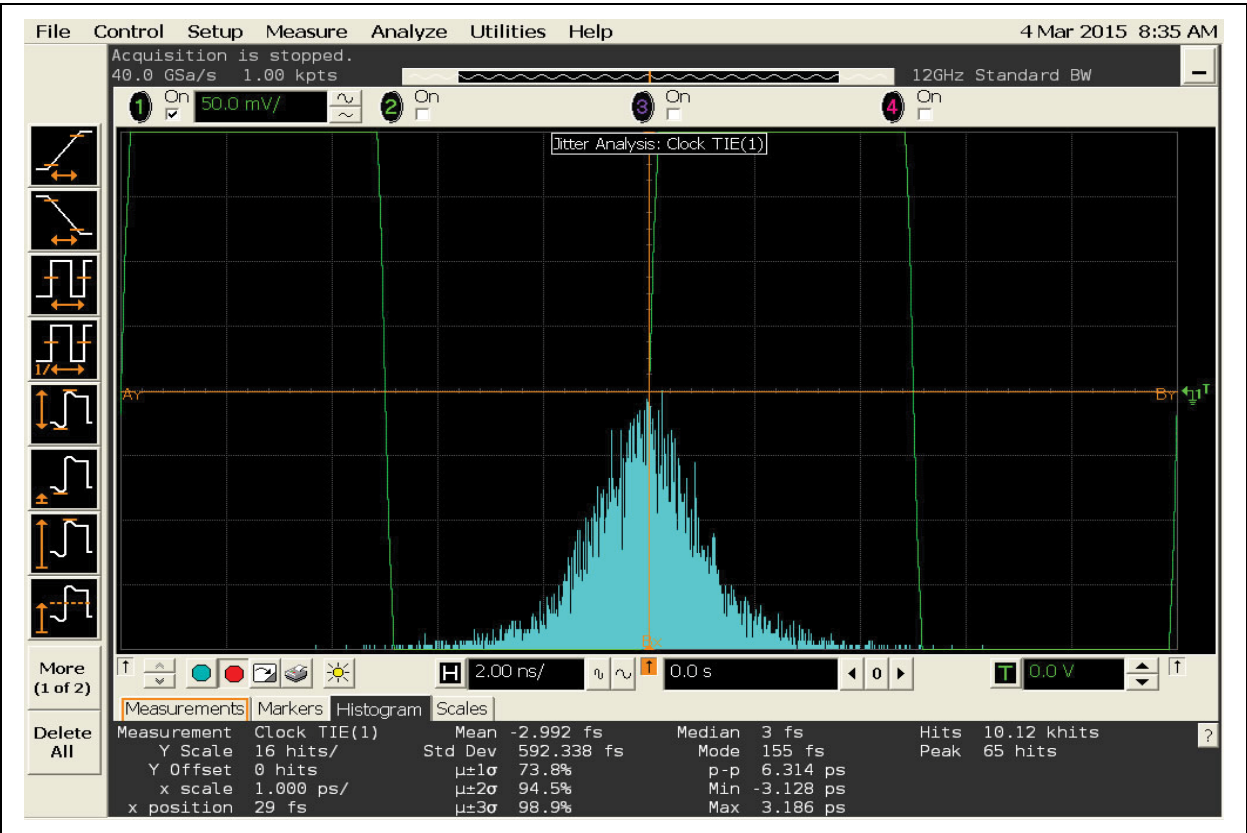 File Control Setup Measure Analyze Utilities Help 4 Mar 2015 8:35 AM
Acquisition is stopped.
40.0 GSa/s 1.00 kpts 12GHz Standard BW
1 On 50.0 mV/ 2 On 3 On 4 On
Jitter Analysis: Clock TIE(1)
1/
Ay By 1 T
More
(1 of 2)
Delete
All
H 2.00 ns/ 0.0 s 0 T 0.0 V
Measurements Markers Histogram Scales
Measurement Clock TIE(1) Mean -2.992 fs Median 3 fs Hits 10.12 khits ?
Y Scale 16 hits/ Std Dev 592.338 fs Mode 155 fs Peak 65 hits
Y Offset 0 hits µ±1σ 73.8% p-p 6.314 ps
x scale 1.000 ps/ µ±2σ 94.5% Min -3.128 ps
x position 29 fs µ±3σ 98.9% Max 3.186 ps